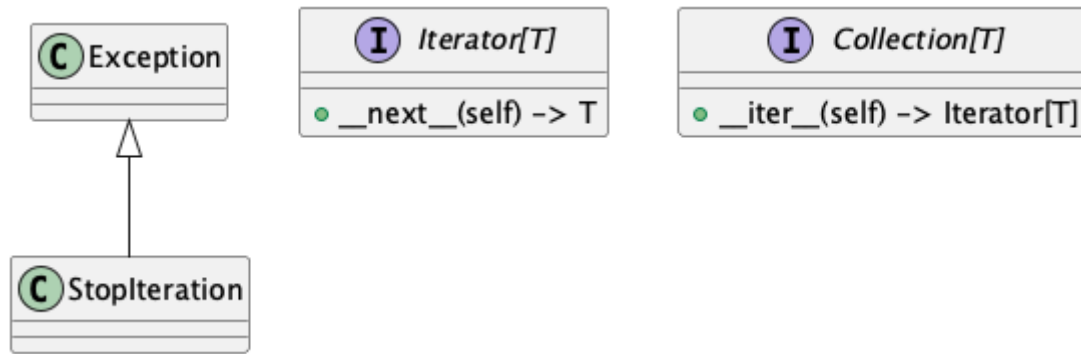 C Exception
I Iterator[T]
__next__(self) -> T
I Collection[T]
__iter__(self) -> Iterator[T]
C StopIteration